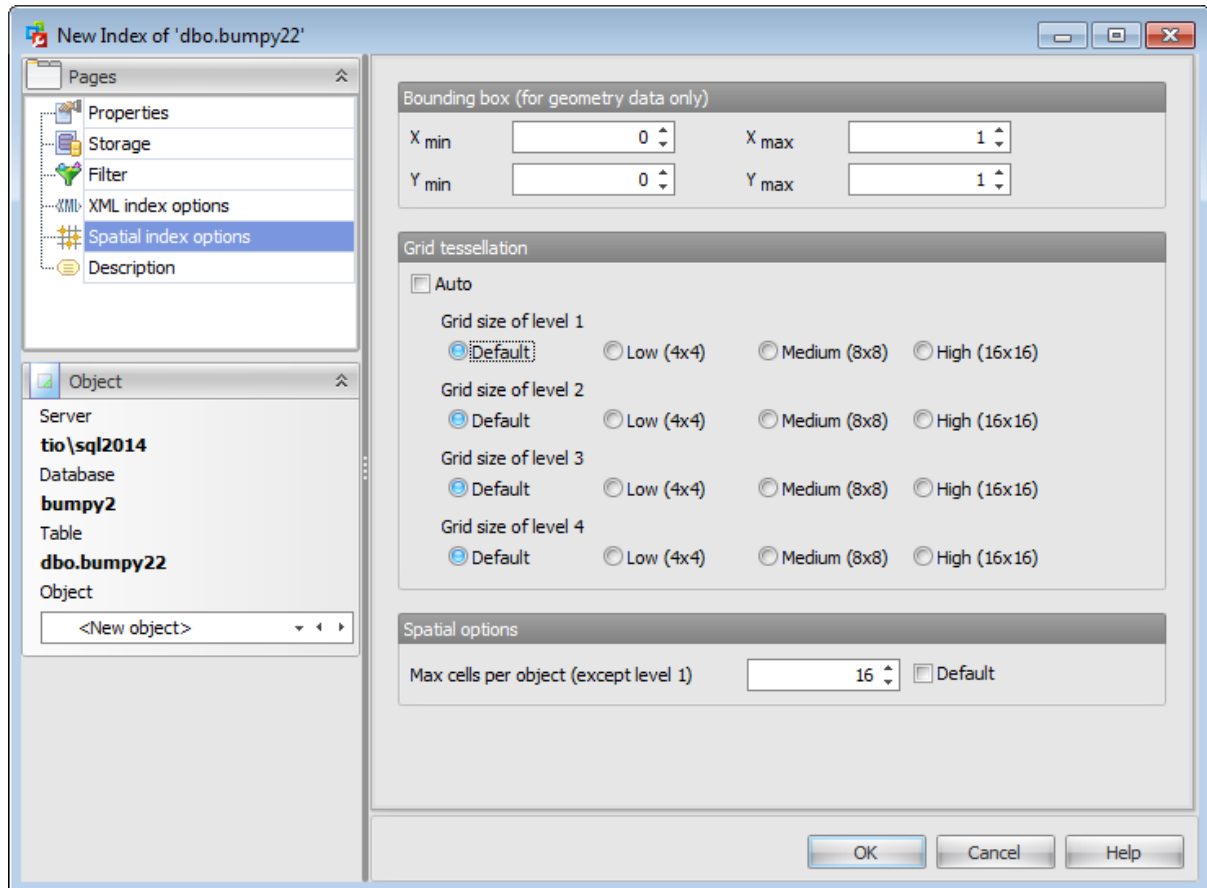 New Index of 'dbo.bumpy22'
Pages
Properties
Storage
Filter
XML index options
Spatial index options
Description
Object
Server
tio\sql2014
Database
bumpy2
Table
dbo.bumpy22
Object
<New object>
Bounding box (for geometry data only)
X min 0 X max 1
Y min 0 Y max 1
Grid tessellation
Auto
Grid size of level 1
Default Low (4x4) Medium (8x8) High (16x16)
Grid size of level 2
Default Low (4x4) Medium (8x8) High (16x16)
Grid size of level 3
Default Low (4x4) Medium (8x8) High (16x16)
Grid size of level 4
Default Low (4x4) Medium (8x8) High (16x16)
Spatial options
Max cells per object (except level 1) 16 Default
OK Cancel Help